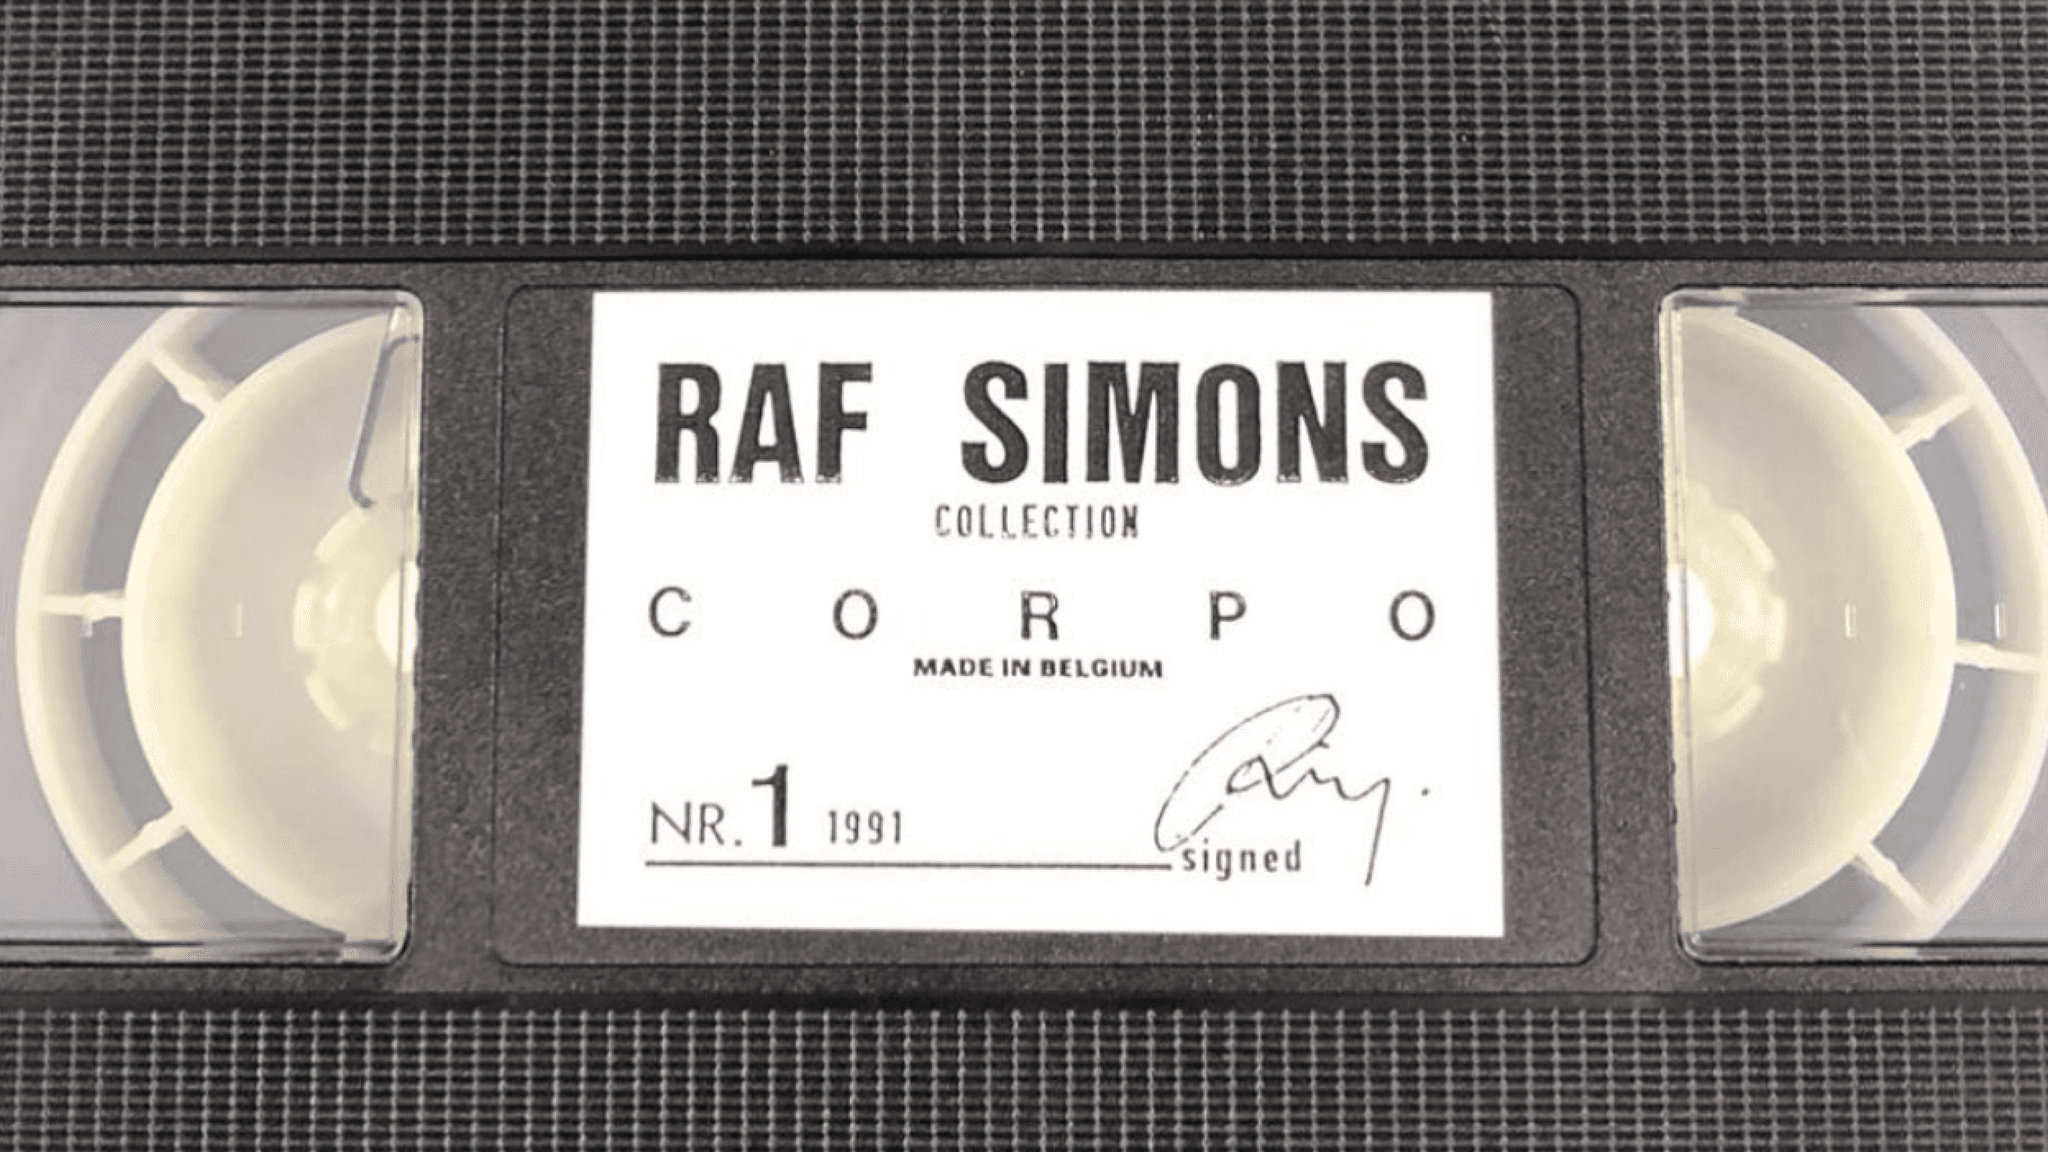 RAF SIMONS
COLLECTION
C O R P O
MADE IN BELGIUM
NR. 1 1991
signed